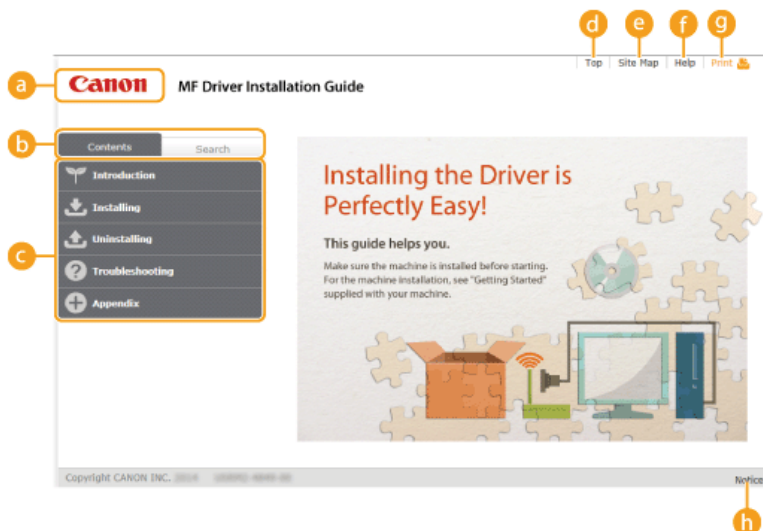 d e f g
Top Site Map Help Print
a Canon MF Driver Installation Guide
b Contents Search
c
Introduction
Installing
Uninstalling
Troubleshooting
Appendix
Installing the Driver is
Perfectly Easy!
This guide helps you.
Make sure the machine is installed before starting.
For the machine installation, see "Getting Started"
supplied with your machine.
Copyright CANON INC.
Notice
h